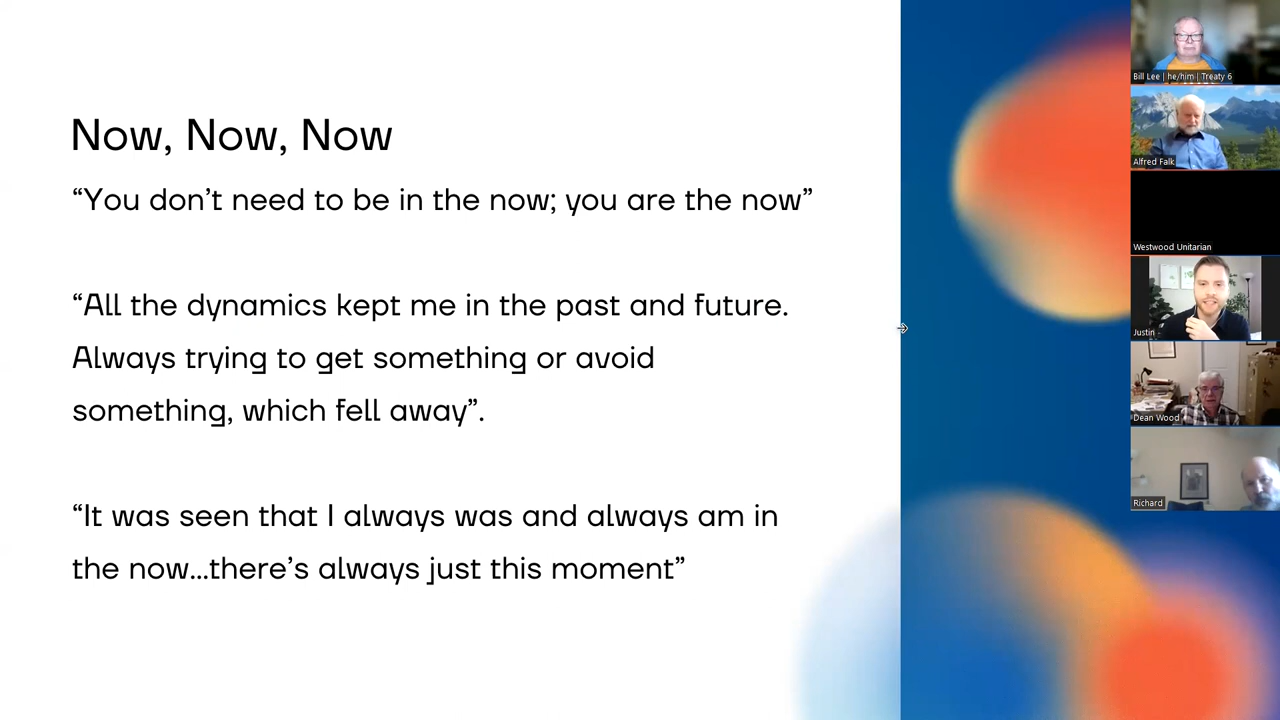 Now, Now, Now
“You don’t need to be in the now; you are the now”
“All the dynamics kept me in the past and future.
Always trying to get something or avoid
something, which fell away”.
“It was seen that I always was and always am in
the now...there’s always just this moment”
Bill Lee | he/him | Treaty 6
Alfred Falk
Westwood Unitarian
Justin
Dean Wood
Richard